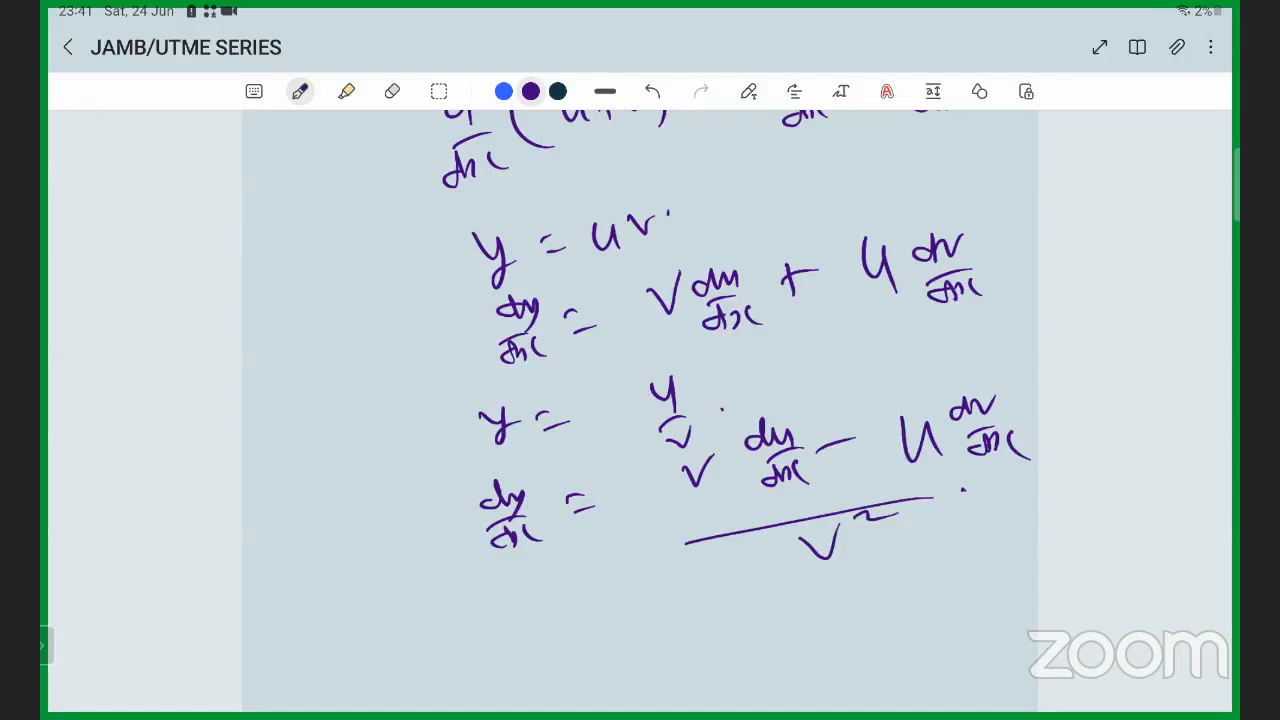 23:41 Sat, 24 Jun
2%
JAMB/UTME SERIES
y = uv.
dy/dx = v du/dx + u dv/dx
y = u/v.
dy/dx = (v du/dx - u dv/dx)/v².
zoom